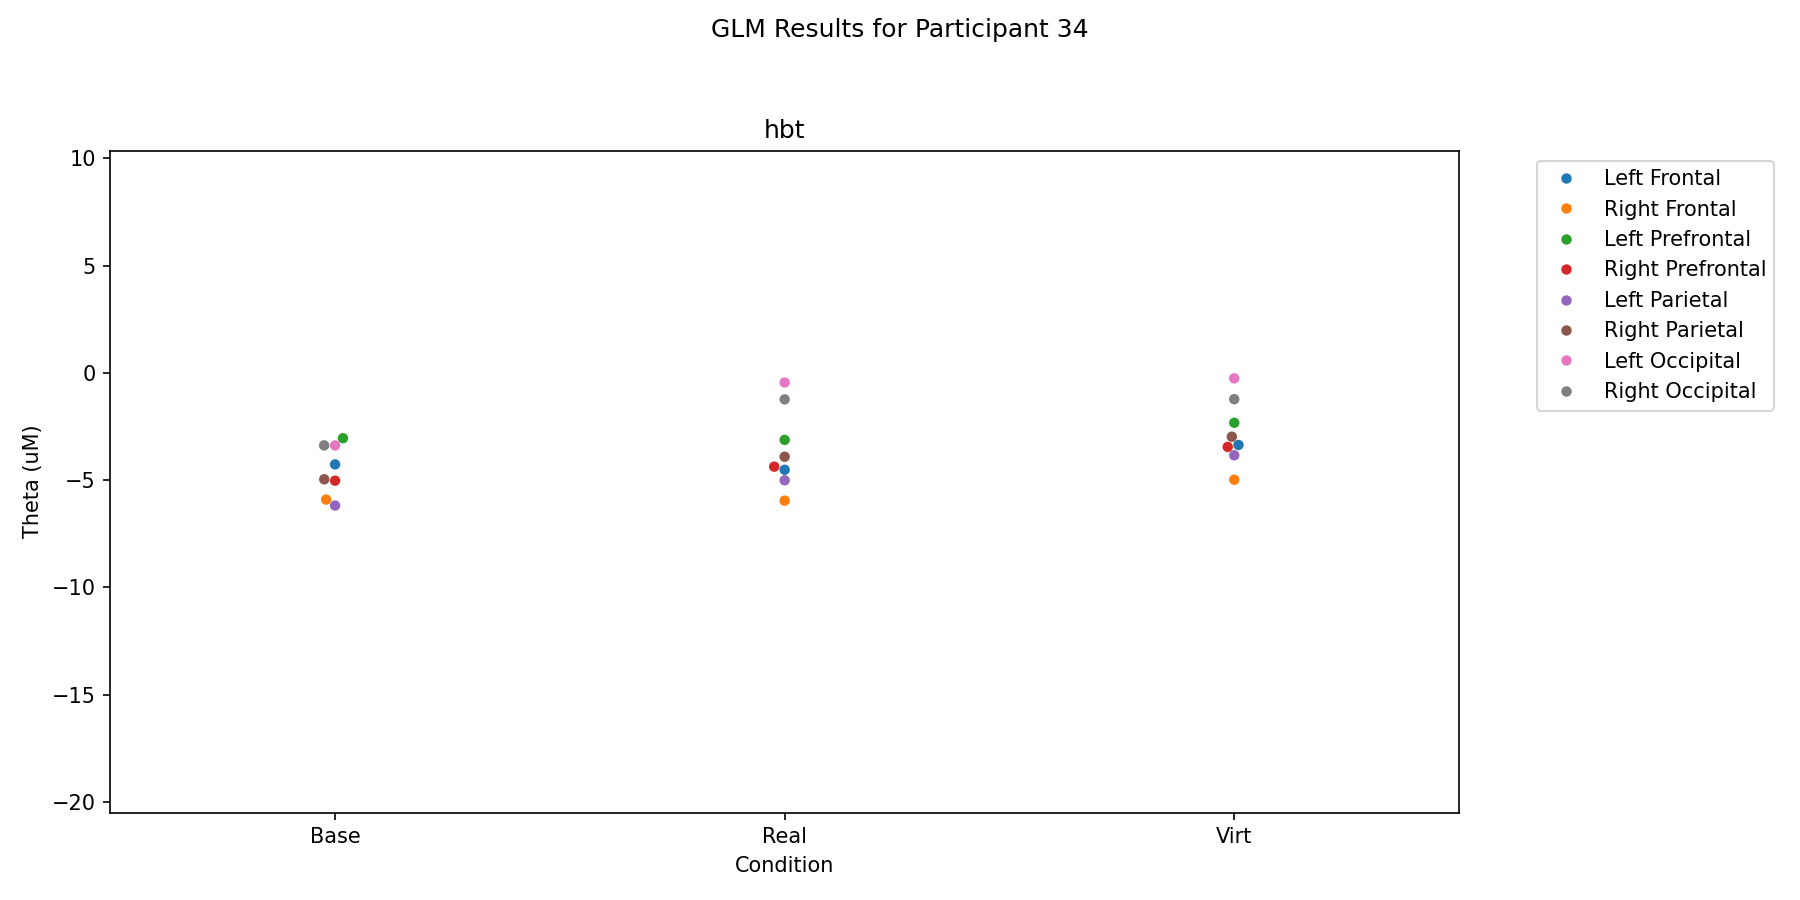 GLM Results for Participant 34
hbt
10
5
0
−5
−10
−15
−20
Theta (uM)
Base
Real
Virt
Condition
Left Frontal
Right Frontal
Left Prefrontal
Right Prefrontal
Left Parietal
Right Parietal
Left Occipital
Right Occipital